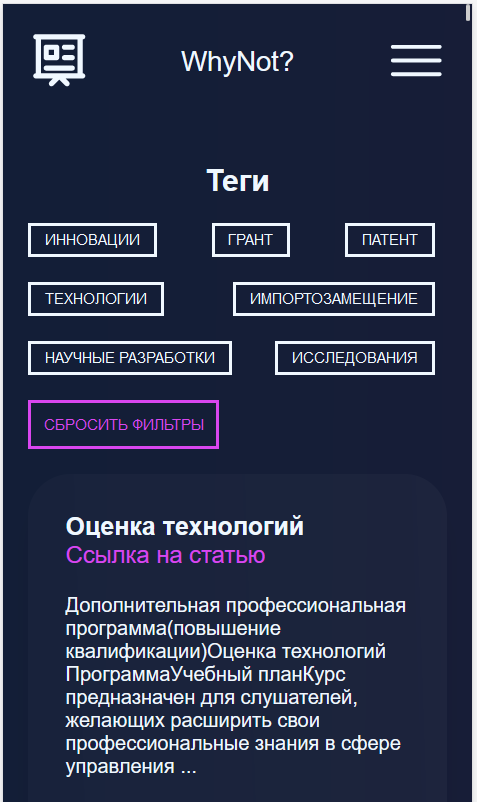 WhyNot?
Теги
ИННОВАЦИИ ГРАНТ ПАТЕНТ
ТЕХНОЛОГИИ ИМПОРТОЗАМЕЩЕНИЕ
НАУЧНЫЕ РАЗРАБОТКИ ИССЛЕДОВАНИЯ
СБРОСИТЬ ФИЛЬТРЫ
Оценка технологий
Ссылка на статью
Дополнительная профессиональная
программа(повышение
квалификации)Оценка технологий
ПрограммаУчебный планКурс
предназначен для слушателей,
желающих расширить свои
профессиональные знания в сфере
управления ...